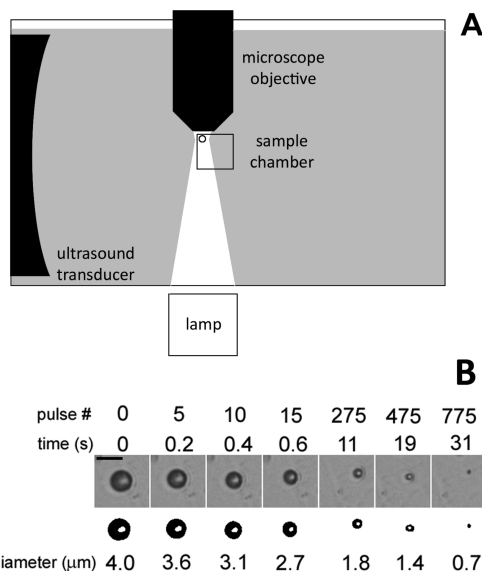 A
microscope
objective
sample
chamber
ultrasound
transducer
lamp
B
pulse # 0 5 10 15 275 475 775
time (s) 0 0.2 0.4 0.6 11 19 31
iameter (μm) 4.0 3.6 3.1 2.7 1.8 1.4 0.7